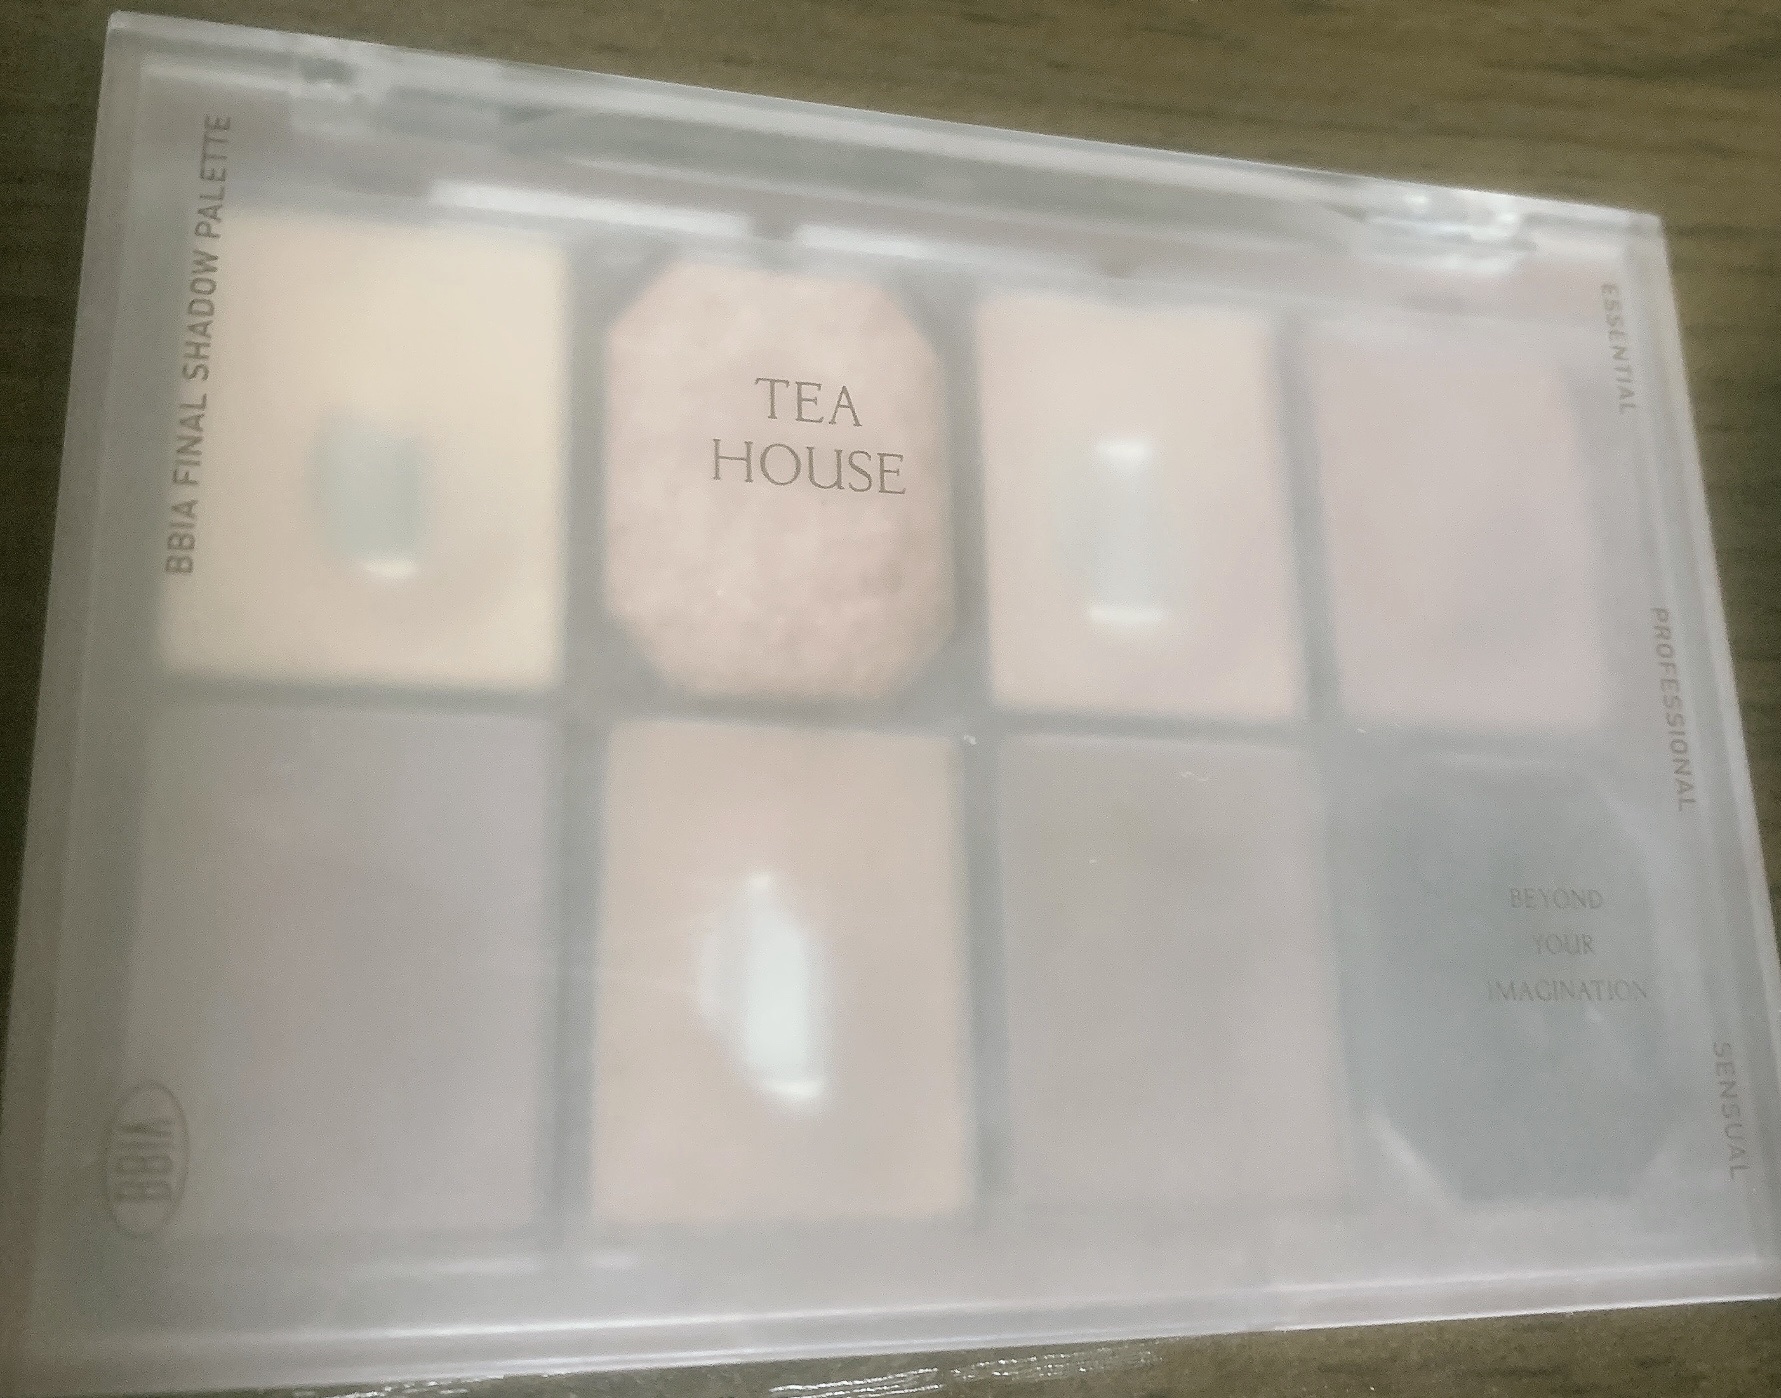 BBIA FINAL SHADOW PALETTE
TEA
HOUSE
ESSENTIAL
PROFESSIONAL
SENSUAL
BEYOND
YOUR
IMAGINATION
BBIA